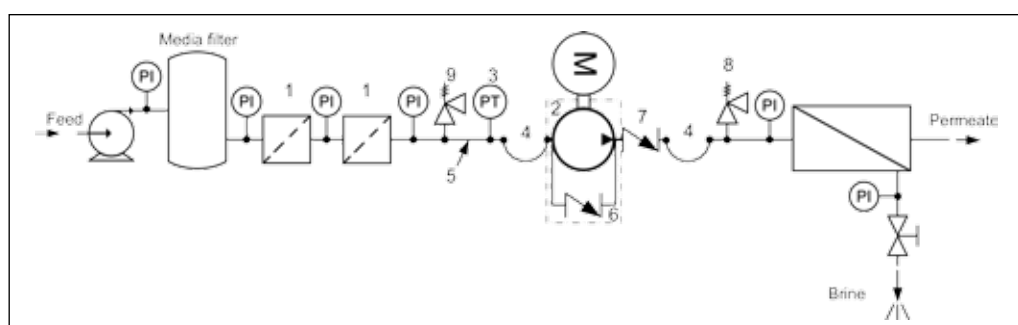 Media filter
Feed
PI
PI
1
PI
1
PI
9
3
PT
4
5
M
2
6
7
4
8
PI
Permeate
PI
Brine